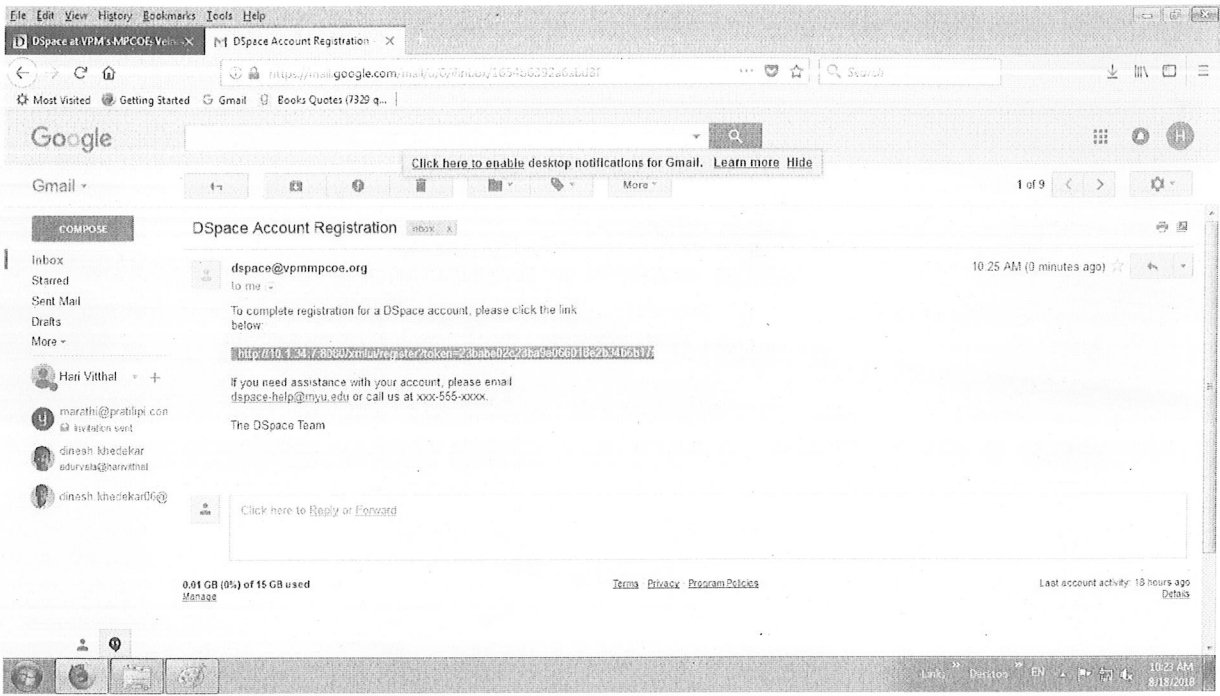 File Edit View History Bookmarks Tools Help
DSpace at VPM's-MPCOE, Velne
DSpace Account Registration -
Search
Most Visited Getting Started Gmail Books Quotes (7329 q...
Google
Click here to enable desktop notifications for Gmail. Learn more Hide
Gmail
More
1 of 9
COMPOSE
DSpace Account Registration
Inbox x
Inbox
Starred
Sent Mail
Drafts
More
dspace@vpmmpcoe.org
10:25 AM (0 minutes ago)
to me
To complete registration for a DSpace account, please click the link
below:
If you need assistance with your account, please email
dspace-help@myu.edu or call us at xxx-555-xxxx.
The DSpace Team
Hari Vitthal
marathi@pratilipi.con
Invitation sent
dinesh khedekar
dinesh.khedekar06@
Click here to Reply or Forward
0.01 GB (0%) of 15 GB used
Manage
Terms - Privacy - Program Policies
Last account activity: 18 hours ago
Details
Links Desktop EN
10:23 AM
8/18/2018